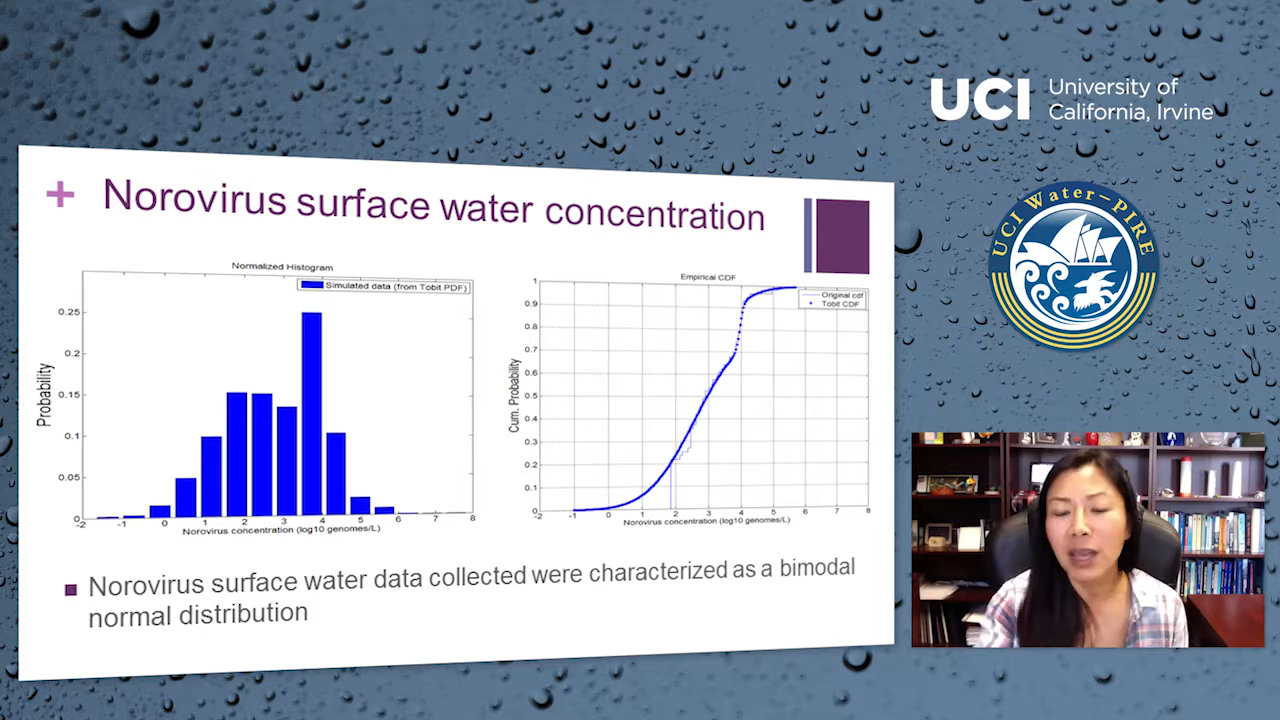 UCI
University of
California, Irvine
UCI Water-PIRE
+ Norovirus surface water concentration
Normalized Histogram
Simulated data (from Tobit PDF)
Probability
0.25
0.2
0.15
0.1
0.05
0
-2 -1 0 1 2 3 4 5 6 7 8
Norovirus concentration (log10 genomes/L)
Empirical CDF
Original cdf
Tobit CDF
Cum. Probability
1
0.9
0.8
0.7
0.6
0.5
0.4
0.3
0.2
0.1
0
-2 -1 0 1 2 3 4 5 6 7 8
Norovirus concentration (log10 genomes/L)
Norovirus surface water data collected were characterized as a bimodal
normal distribution